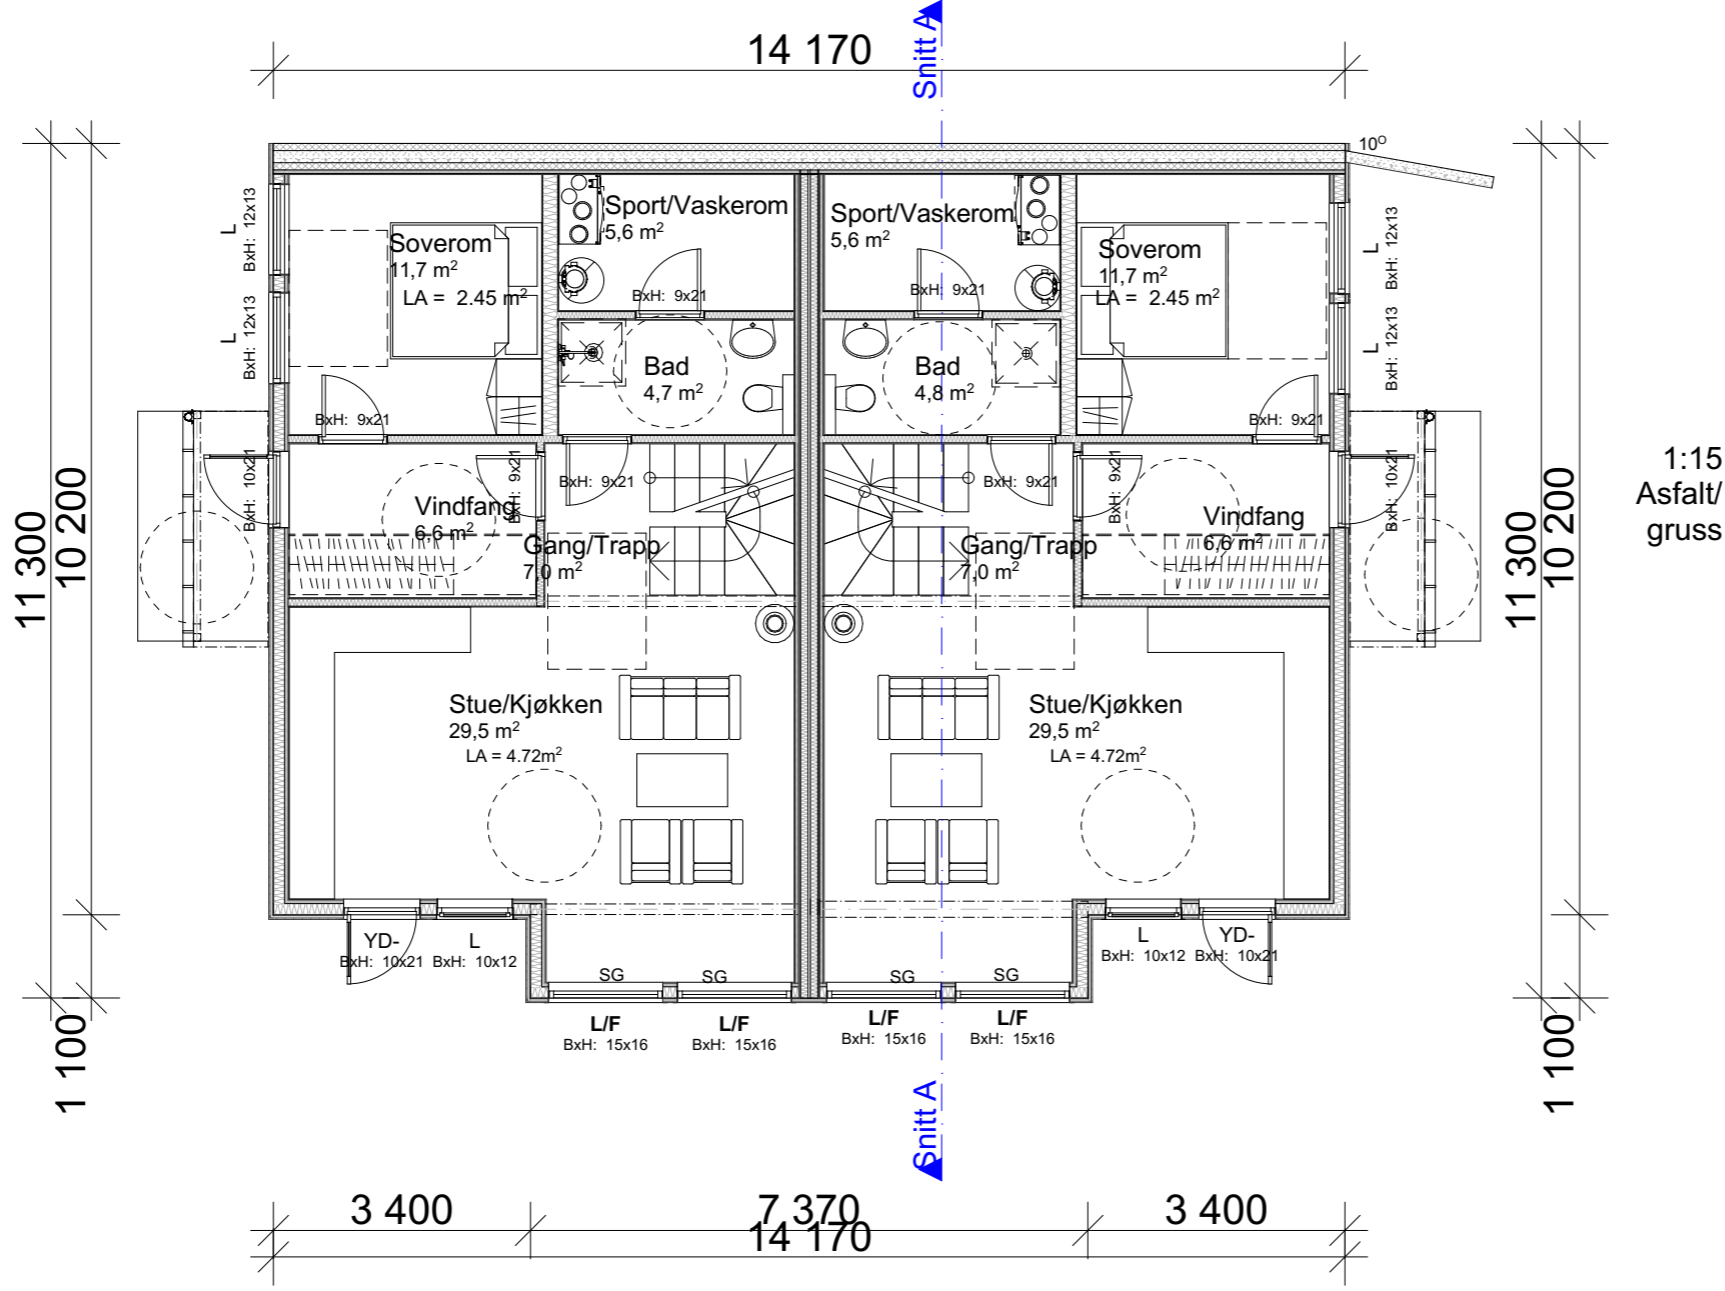 14 170
Snitt A
10°
11 300
10 200
1 100
L
BxH: 12x13
L
BxH: 12x13
Soverom
11,7 m²
LA = 2.45 m²
Sport/Vaskerom
5,6 m²
BxH: 9x21
Sport/Vaskerom
5,6 m²
BxH: 9x21
Soverom
11,7 m²
LA = 2.45 m²
L
BxH: 12x13
L
BxH: 12x13
Bad
4,7 m²
Bad
4,8 m²
BxH: 9x21
BxH: 9x21
BxH: 10x21
Vindfang
6,6 m²
BxH: 9x21
BxH: 9x21
Gang/Trapp
7,0 m²
BxH: 9x21
Gang/Trapp
7,0 m²
BxH: 9x21
Vindfang
6,6 m²
BxH: 10x21
11 300
10 200
1 100
1:15
Asfalt/
gruss
Stue/Kjøkken
29,5 m²
LA = 4.72m²
Stue/Kjøkken
29,5 m²
LA = 4.72m²
YD-
BxH: 10x21
L
BxH: 10x12
SG
SG
SG
SG
L
BxH: 10x12
YD-
BxH: 10x21
L/F
BxH: 15x16
L/F
BxH: 15x16
L/F
BxH: 15x16
L/F
BxH: 15x16
Snitt A
3 400
7 370
3 400
14 170